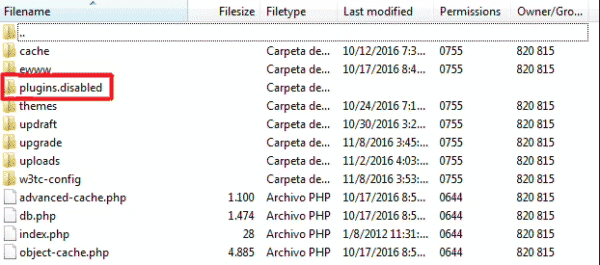 Filename Filesize Filetype Last modified Permissions Owner/Gro...
..
cache Carpeta de... 10/12/2016 7:3... 0755 820 815
ewww Carpeta de... 10/17/2016 8:4... 0755 820 815
plugins.disabled Carpeta de...
themes Carpeta de... 10/24/2016 7:1... 0755 820 815
updraft Carpeta de... 10/30/2016 3:2... 0755 820 815
upgrade Carpeta de... 11/8/2016 3:45:... 0755 820 815
uploads Carpeta de... 11/2/2016 4:03:... 0755 820 815
w3tc-config Carpeta de... 11/8/2016 3:53:... 0755 820 815
advanced-cache.php 1.100 Archivo PHP 10/17/2016 8:5... 0644 820 815
db.php 1.474 Archivo PHP 10/17/2016 8:5... 0644 820 815
index.php 28 Archivo PHP 1/8/2012 11:31:... 0644 820 815
object-cache.php 4.885 Archivo PHP 10/17/2016 8:5... 0644 820 815